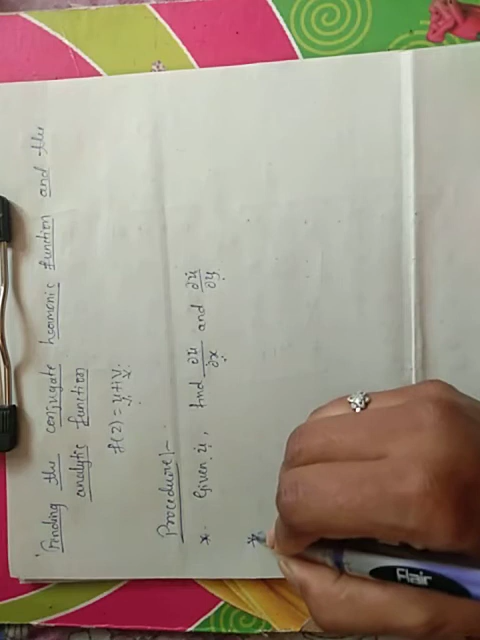 Finding the conjugate harmonic function and the
analytic function
f(z) = u+iv.
Procedure:-
* Given u, find ∂u/∂x and ∂u/∂y.
*
Flair